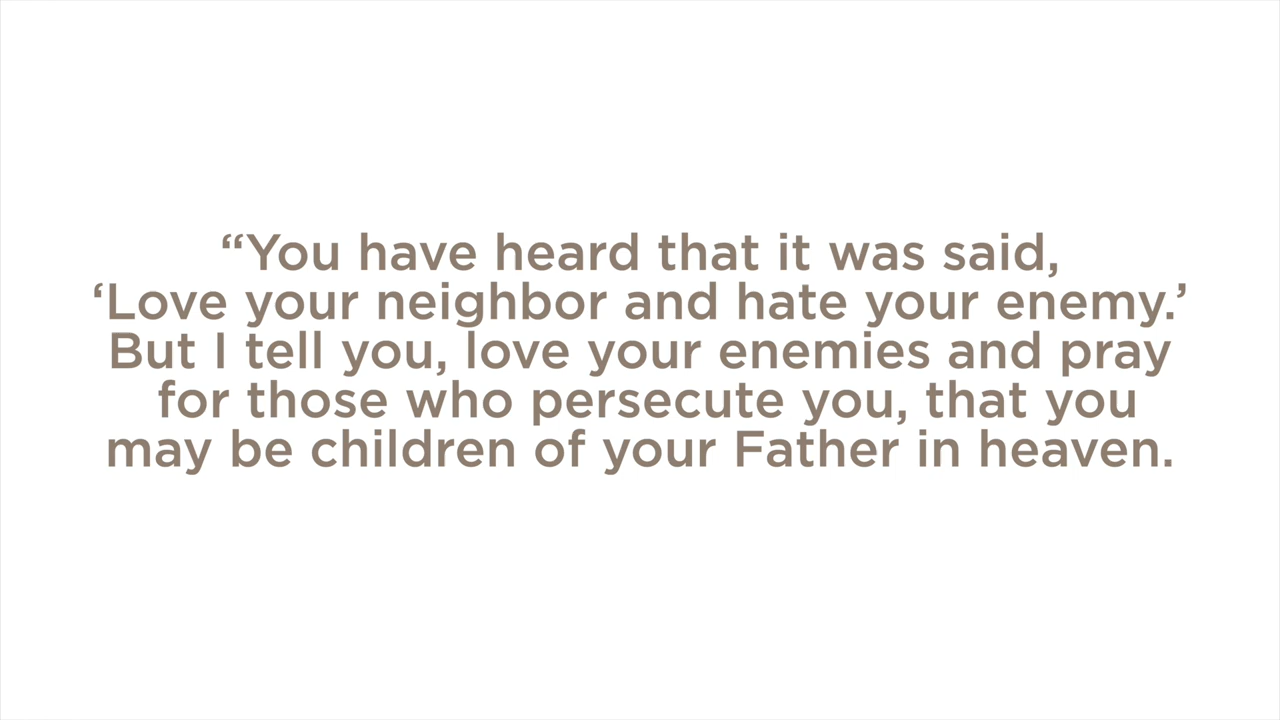 “You have heard that it was said,
‘Love your neighbor and hate your enemy.’
But I tell you, love your enemies and pray
for those who persecute you, that you
may be children of your Father in heaven.